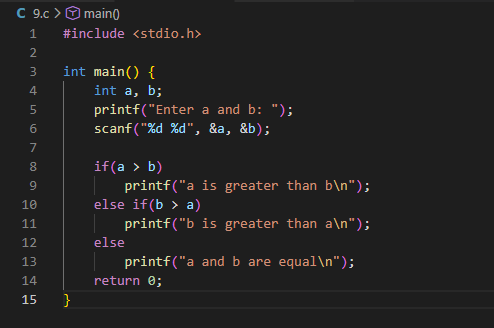 9.c > main()
1 #include <stdio.h>
2
3 int main() {
4     int a, b;
5     printf("Enter a and b: ");
6     scanf("%d %d", &a, &b);
7
8     if(a > b)
9         printf("a is greater than b\n");
10     else if(b > a)
11         printf("b is greater than a\n");
12     else
13         printf("a and b are equal\n");
14     return 0;
15 }